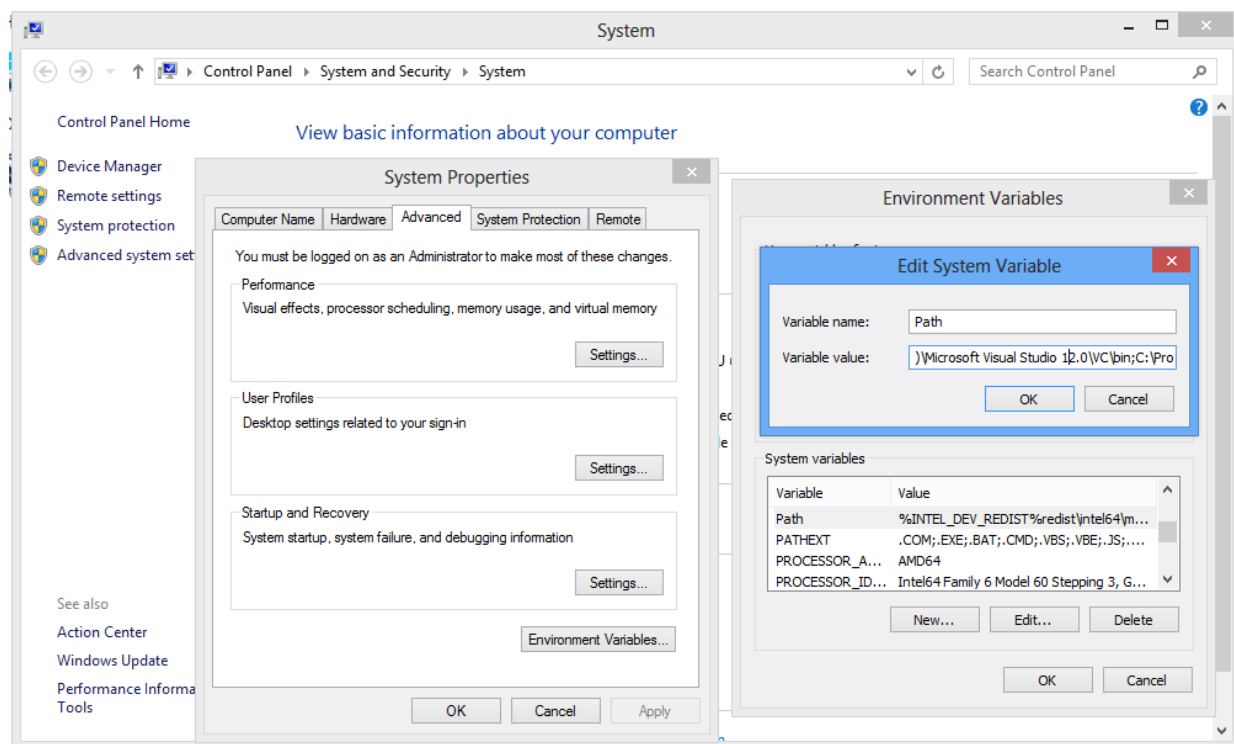 System
Control Panel System and Security System
Search Control Panel
Control Panel Home
View basic information about your computer
Device Manager
Remote settings
System protection
Advanced system set
See also
Action Center
Windows Update
Performance Informa
Tools
System Properties
Computer Name Hardware Advanced System Protection Remote
You must be logged on as an Administrator to make most of these changes.
Performance
Visual effects, processor scheduling, memory usage, and virtual memory
Settings...
User Profiles
Desktop settings related to your sign-in
Settings...
Startup and Recovery
System startup, system failure, and debugging information
Settings...
Environment Variables...
OK Cancel Apply
Environment Variables
Edit System Variable
Variable name: Path
Variable value: )\Microsoft Visual Studio 12.0\VC\bin;C:\Pro
OK Cancel
System variables
Variable Value
Path %INTEL_DEV_REDIST%redist\intel64\m...
PATHEXT .COM;.EXE;.BAT;.CMD;.VBS;.VBE;.JS;....
PROCESSOR_A... AMD64
PROCESSOR_ID... Intel64 Family 6 Model 60 Stepping 3, G...
New... Edit... Delete
OK Cancel